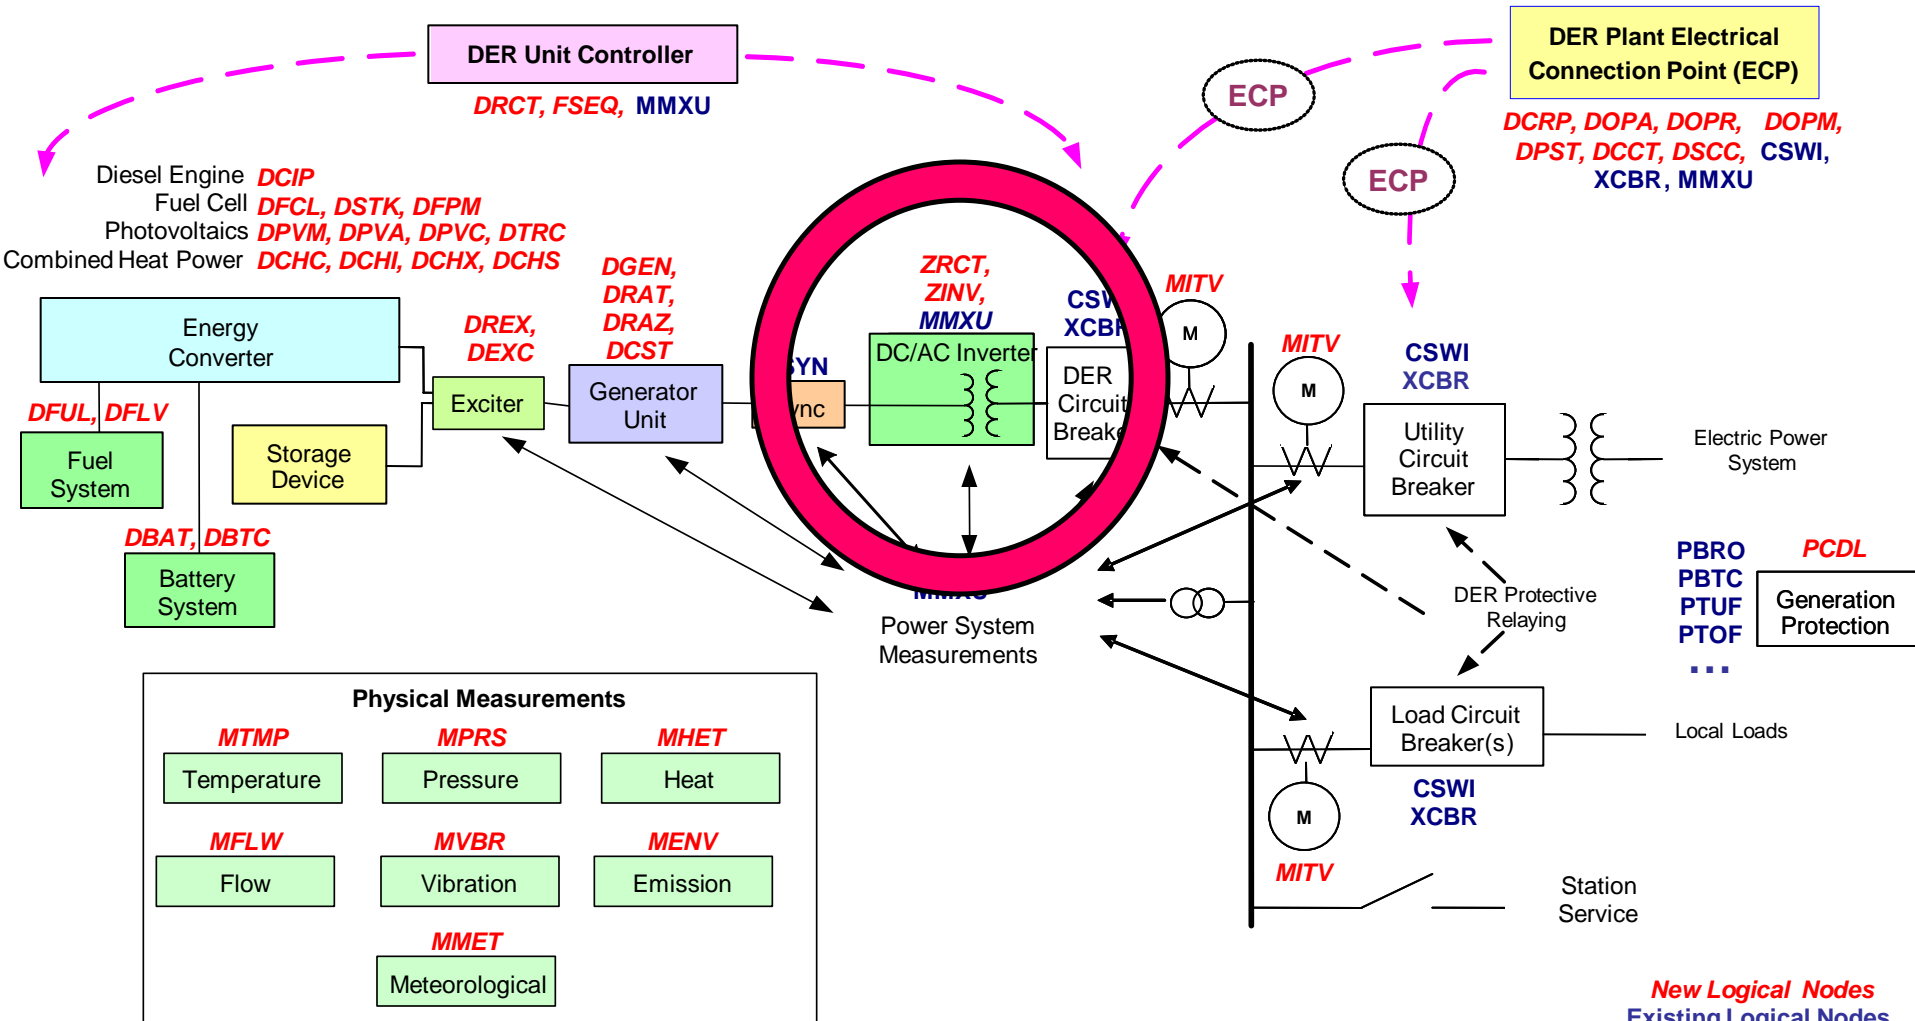 DER Unit Controller
DRCT, FSEQ, MMXU
DER Plant Electrical
Connection Point (ECP)
DCRP, DOPA, DOPR, DOPM,
DPST, DCCT, DSCC, CSWI,
XCBR, MMXU
ECP
ECP
Diesel Engine DCIP
Fuel Cell DFCL, DSTK, DFPM
Photovoltaics DPVM, DPVA, DPVC, DTRC
Combined Heat Power DCHC, DCHI, DCHX, DCHS
Energy
Converter
DREX,
DEXC
Exciter
DGEN,
DRAT,
DRAZ,
DCST
Generator
Unit
ZRCT,
ZINV,
MMXU
DC/AC Inverter
XCBR
DER
Circuit
MITV
M
MITV
M
CSWI
XCBR
Utility
Circuit
Breaker
Electric Power
System
DFUL, DFLV
Fuel
System
Storage
Device
DBAT, DBTC
Battery
System
MMXU
Power System
Measurements
DER Protective
Relaying
PBRO
PBTC
PTUF
PTOF
...
PCDL
Generation
Protection
Load Circuit
Breaker(s)
CSWI
XCBR
Local Loads
M
MITV
Station
Service
Physical Measurements
MTMP
Temperature
MPRS
Pressure
MHET
Heat
MFLW
Flow
MVBR
Vibration
MENV
Emission
MMET
Meteorological
New Logical Nodes
Existing Logical Nodes